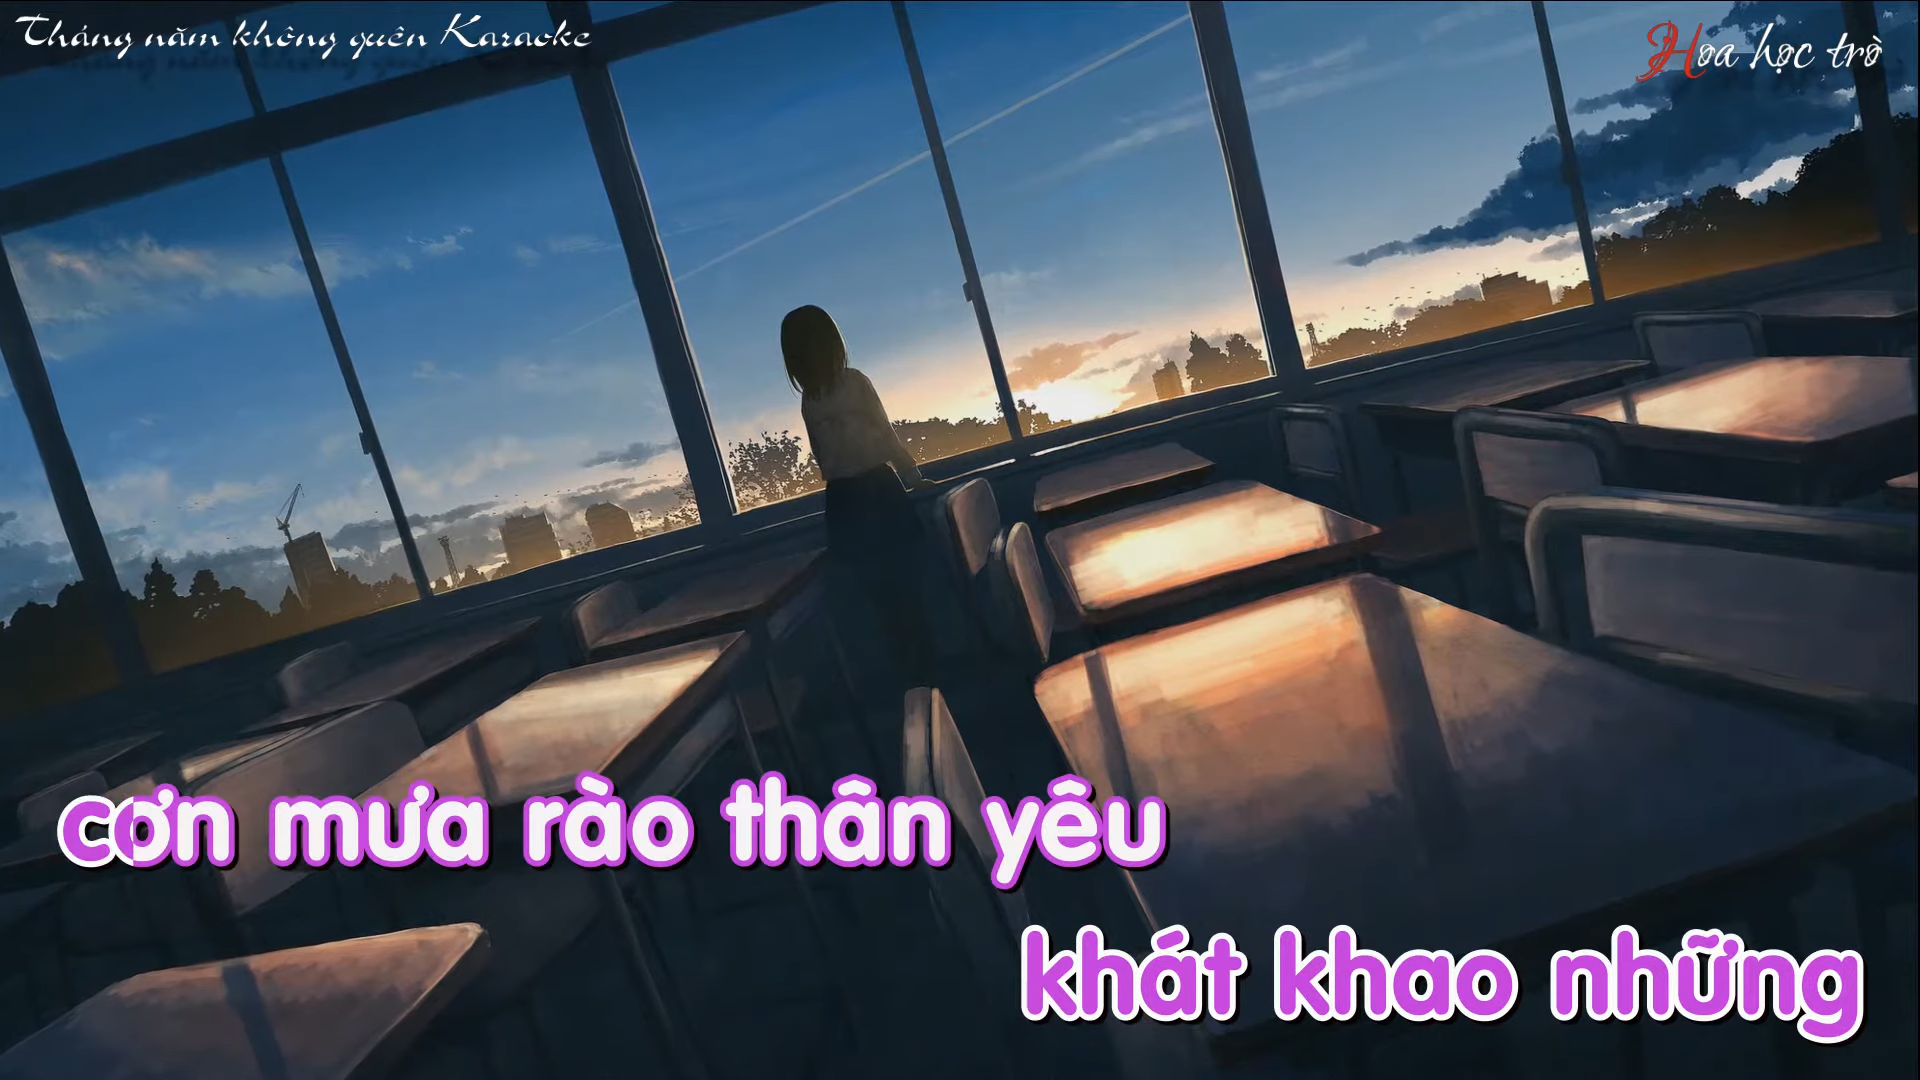 Tháng năm không quên Karaoke
Hoa học trò
cơn mưa rào thân yêu
khát khao những